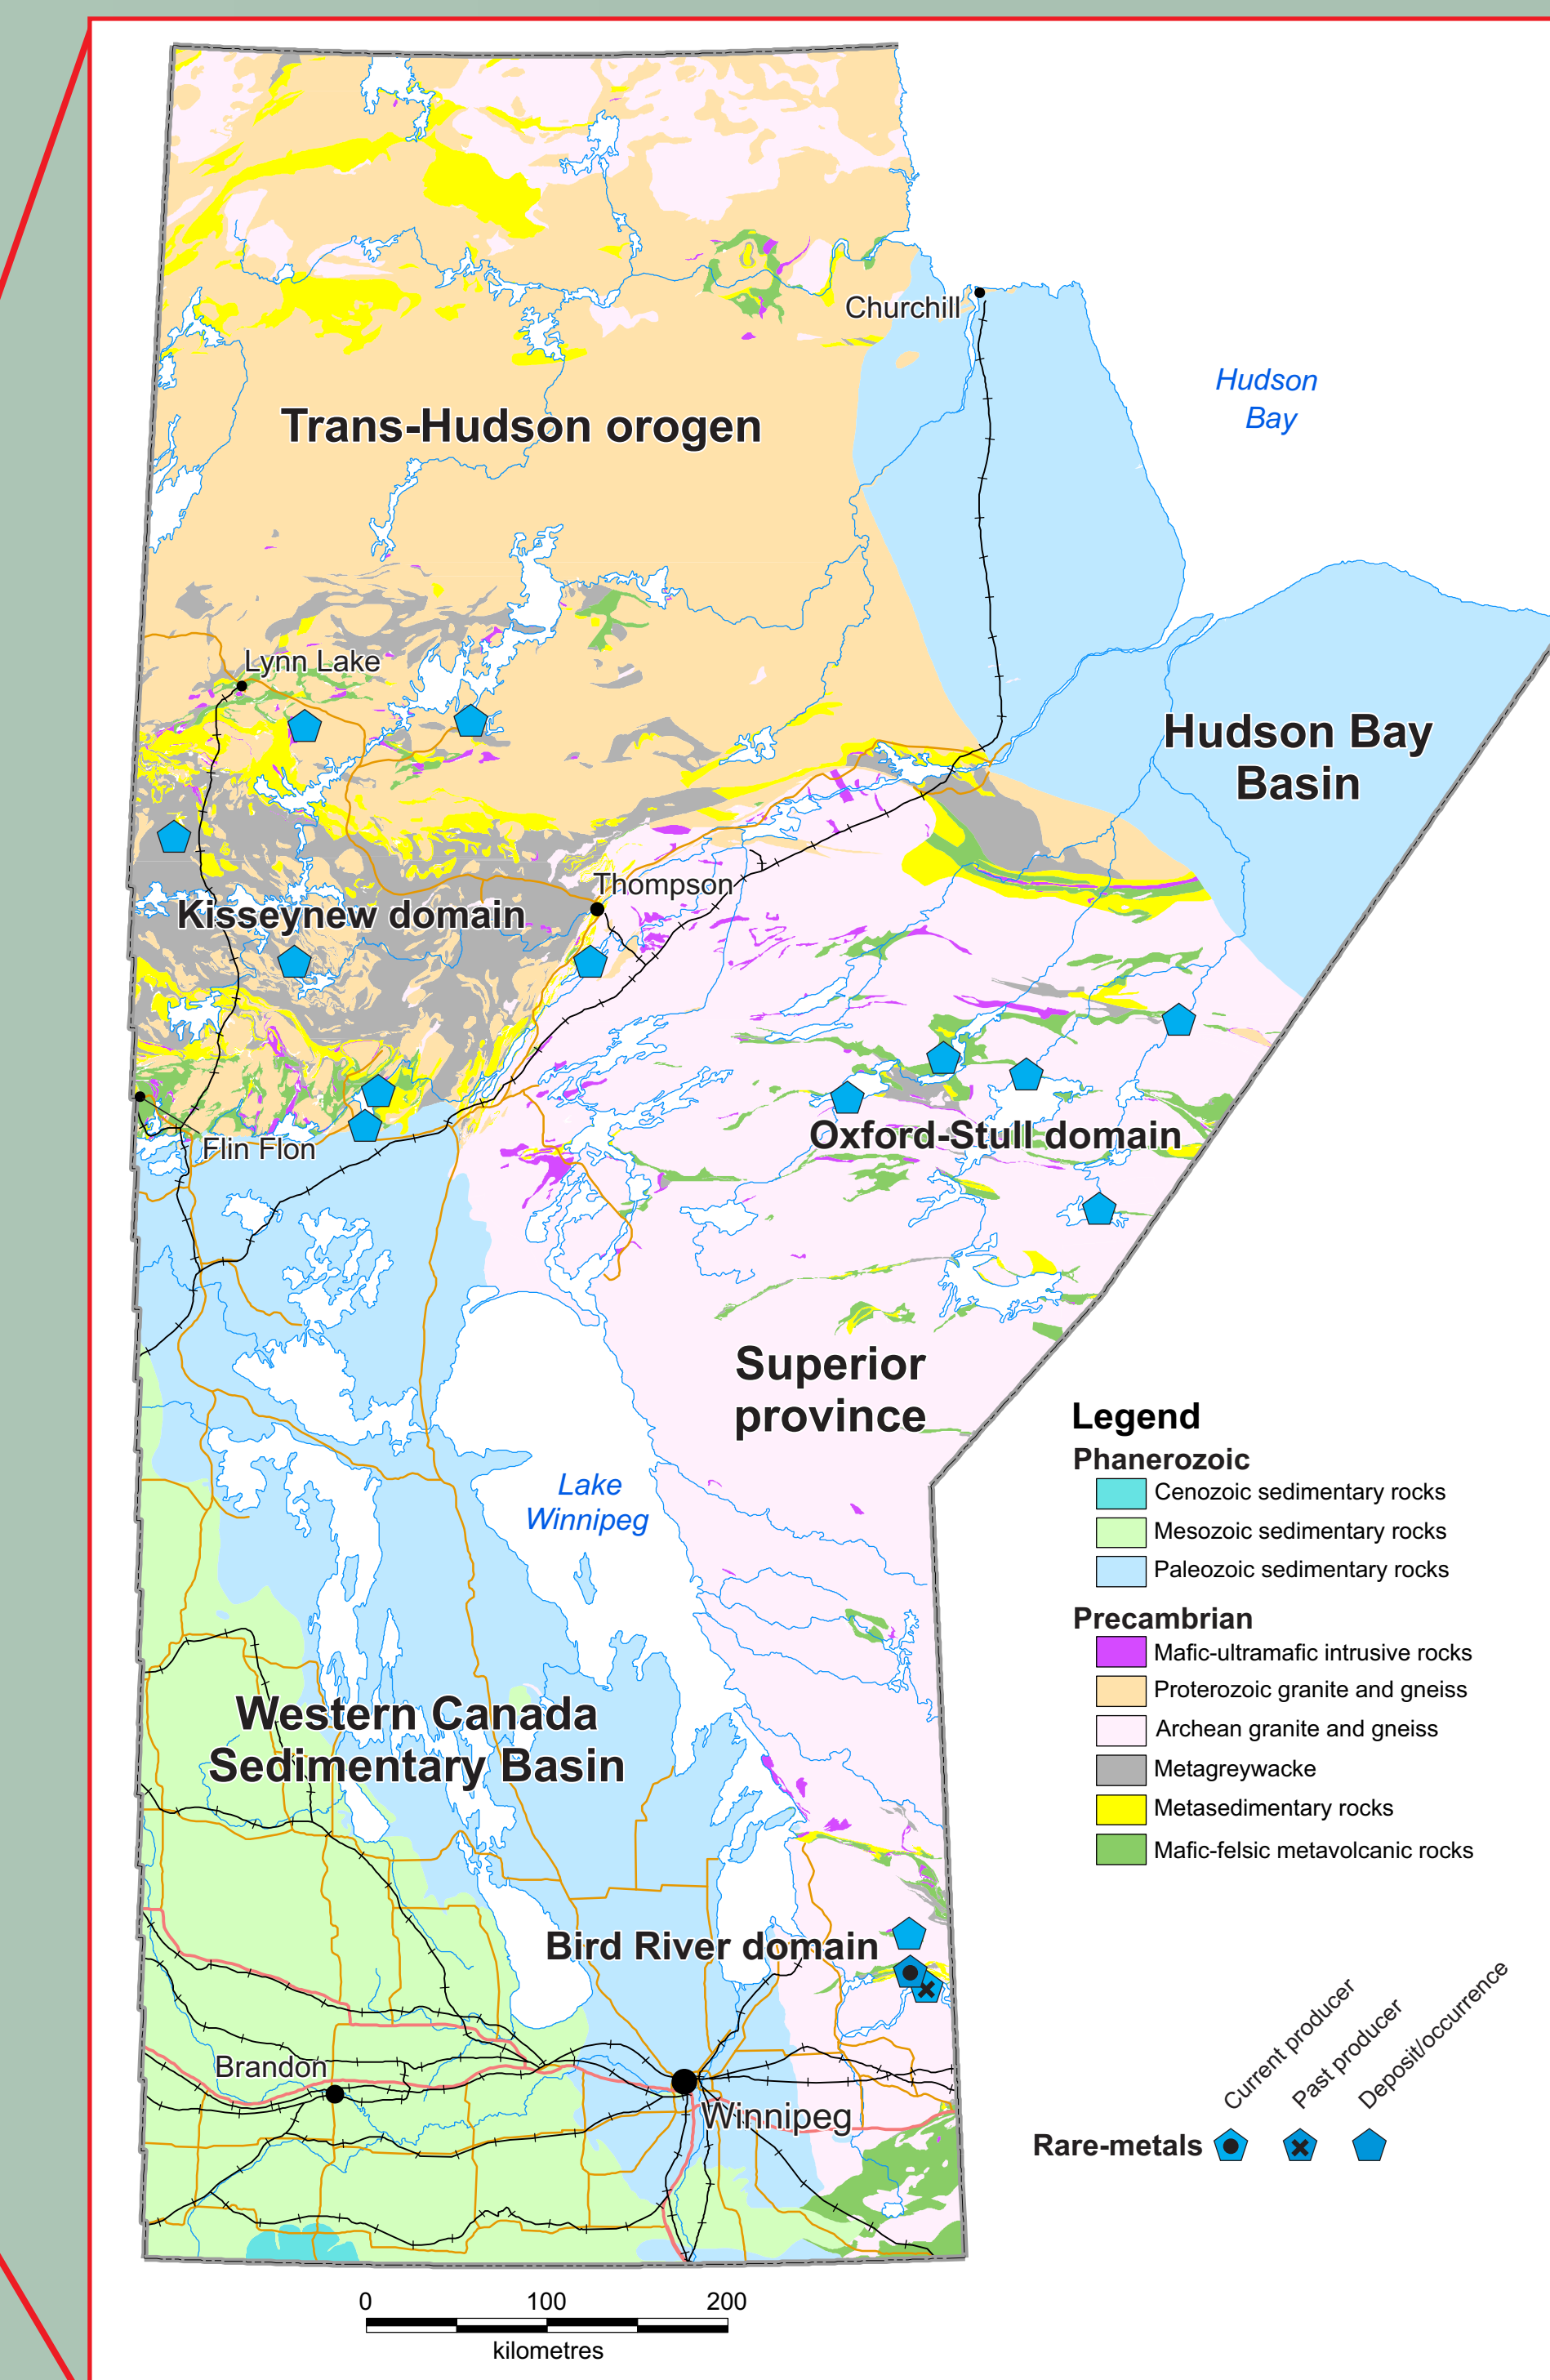 Churchill
Hudson
Bay
Trans-Hudson orogen
Lynn Lake
Hudson Bay
Basin
Thompson
Kisseynew domain
Oxford-Stull domain
Flin Flon
Superior
province
Lake
Winnipeg
Western Canada
Sedimentary Basin
Bird River domain
Brandon
Winnipeg
Legend
Phanerozoic
Cenozoic sedimentary rocks
Mesozoic sedimentary rocks
Paleozoic sedimentary rocks
Precambrian
Mafic-ultramafic intrusive rocks
Proterozoic granite and gneiss
Archean granite and gneiss
Metagreywacke
Metasedimentary rocks
Mafic-felsic metavolcanic rocks
Current producer
Past producer
Deposit/occurrence
Rare-metals
0 100 200
kilometres